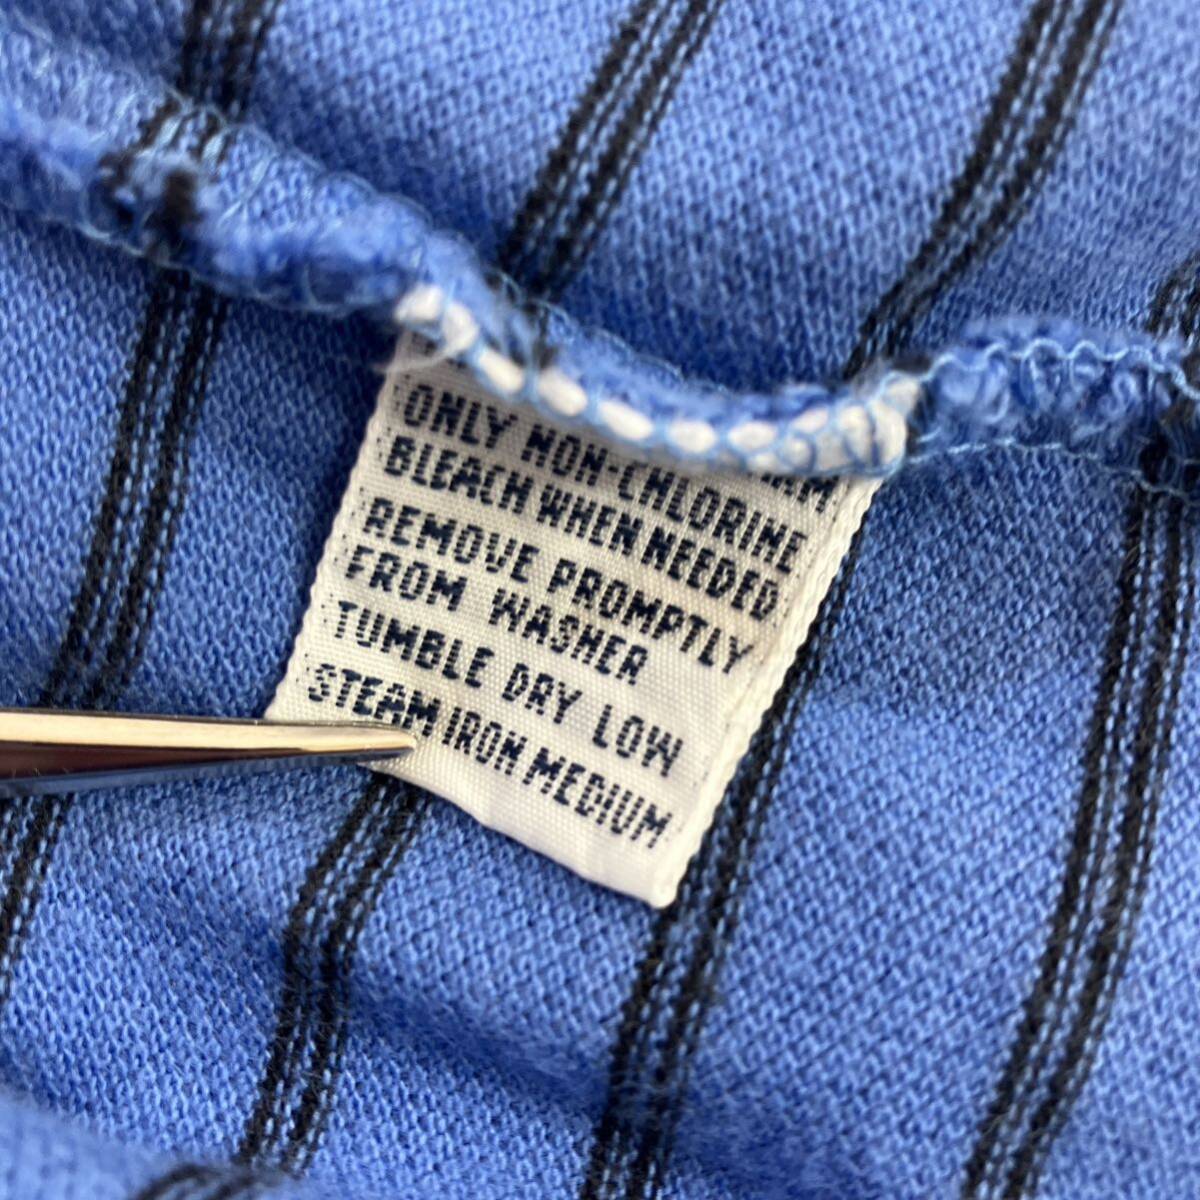 ONLY NON-CHLORINE
BLEACH WHEN NEEDED
REMOVE PROMPTLY
FROM WASHER
TUMBLE DRY LOW
STEAM IRON MEDIUM